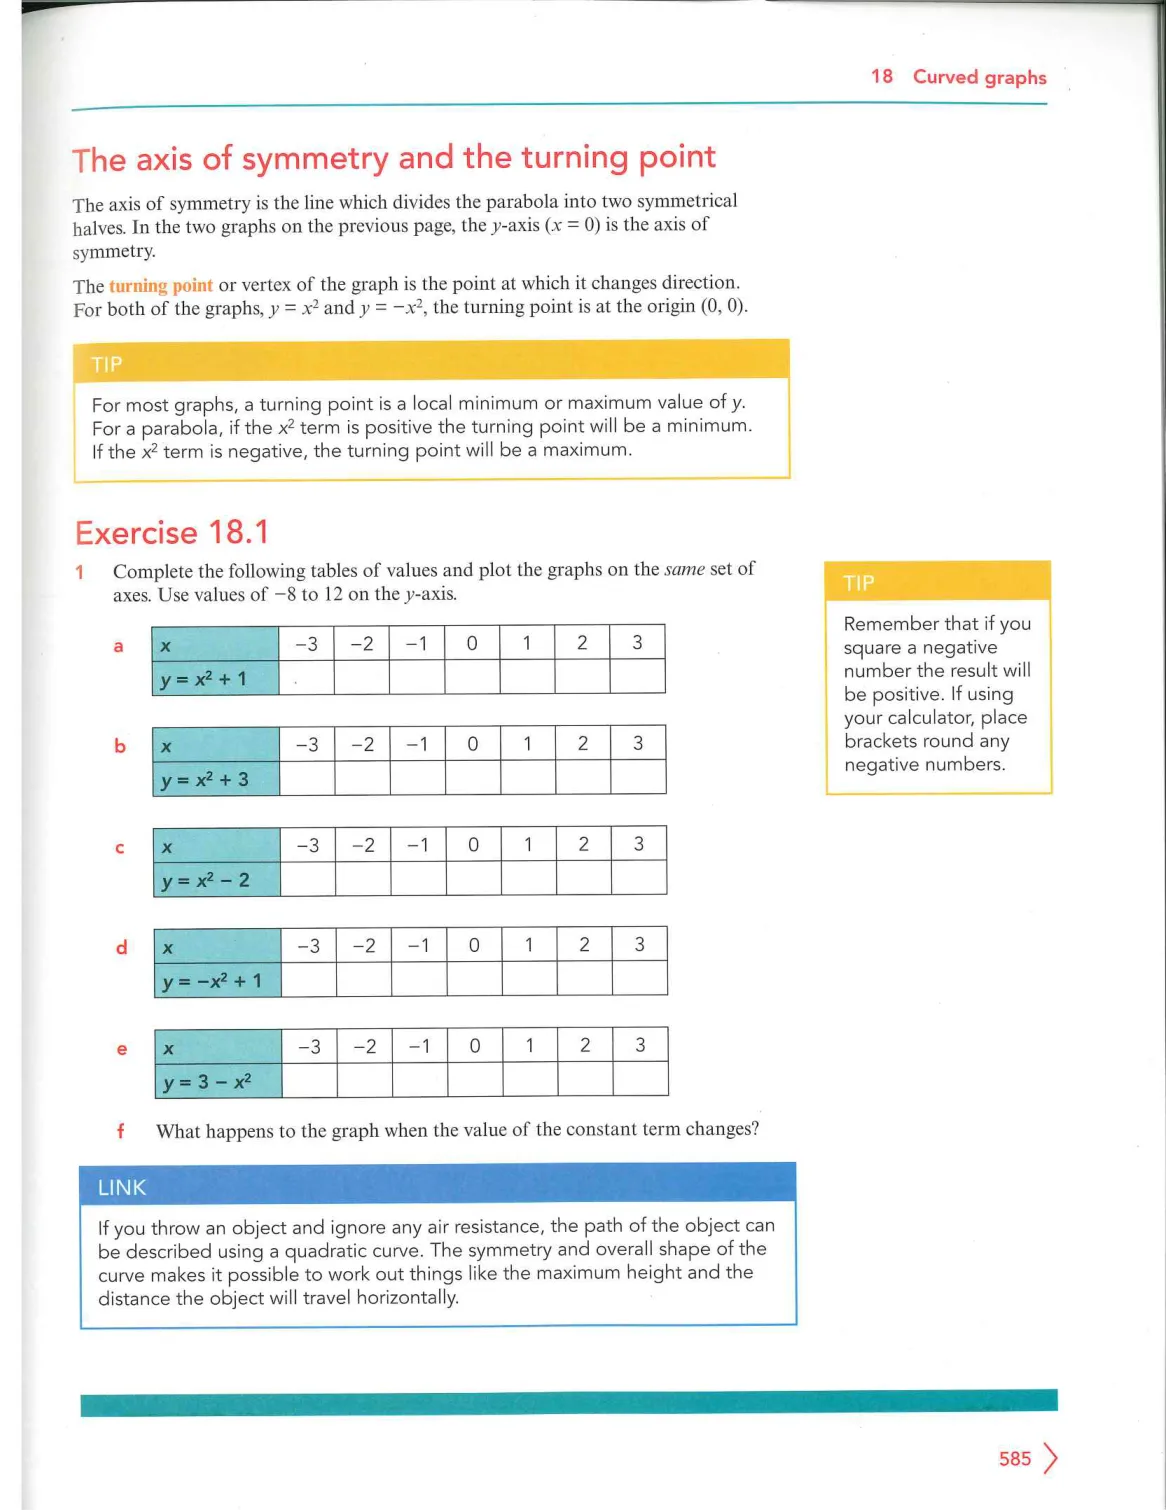 18 Curved graphs
The axis of symmetry and the turning point
The axis of symmetry is the line which divides the parabola into two symmetrical
halves. In the two graphs on the previous page, the y-axis (x = 0) is the axis of
symmetry.
The turning point or vertex of the graph is the point at which it changes direction.
For both of the graphs, y = x² and y = −x², the turning point is at the origin (0, 0).
TIP
For most graphs, a turning point is a local minimum or maximum value of y.
For a parabola, if the x² term is positive the turning point will be a minimum.
If the x² term is negative, the turning point will be a maximum.
Exercise 18.1
1 Complete the following tables of values and plot the graphs on the same set of
axes. Use values of −8 to 12 on the y-axis.
a x −3 −2 −1 0 1 2 3
y = x² + 1
b x −3 −2 −1 0 1 2 3
y = x² + 3
c x −3 −2 −1 0 1 2 3
y = x² − 2
d x −3 −2 −1 0 1 2 3
y = −x² + 1
e x −3 −2 −1 0 1 2 3
y = 3 − x²
f What happens to the graph when the value of the constant term changes?
TIP
Remember that if you
square a negative
number the result will
be positive. If using
your calculator, place
brackets round any
negative numbers.
LINK
If you throw an object and ignore any air resistance, the path of the object can
be described using a quadratic curve. The symmetry and overall shape of the
curve makes it possible to work out things like the maximum height and the
distance the object will travel horizontally.
585